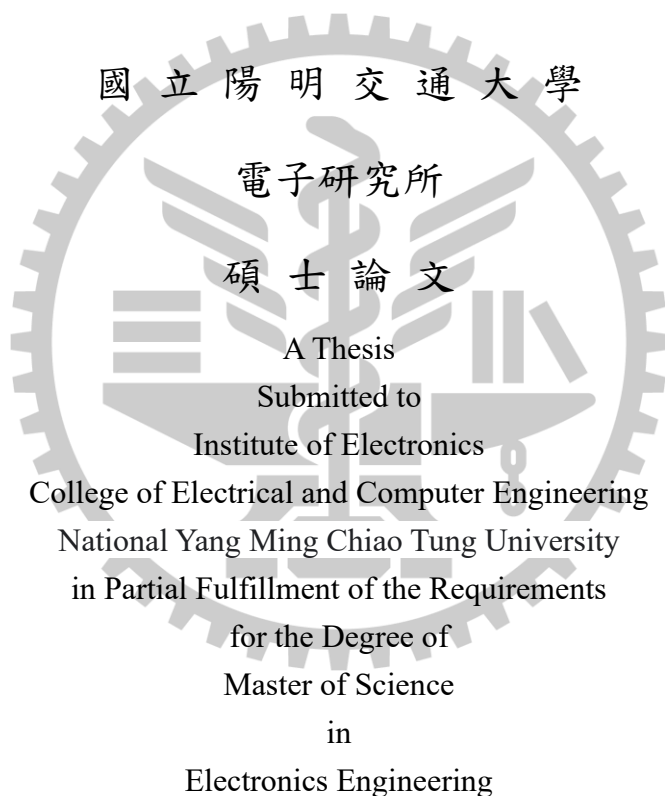 國 立 陽 明 交 通 大 學
電子研究所
碩 士 論 文
A Thesis
Submitted to
Institute of Electronics
College of Electrical and Computer Engineering
National Yang Ming Chiao Tung University
in Partial Fulfillment of the Requirements
for the Degree of
Master of Science
in
Electronics Engineering